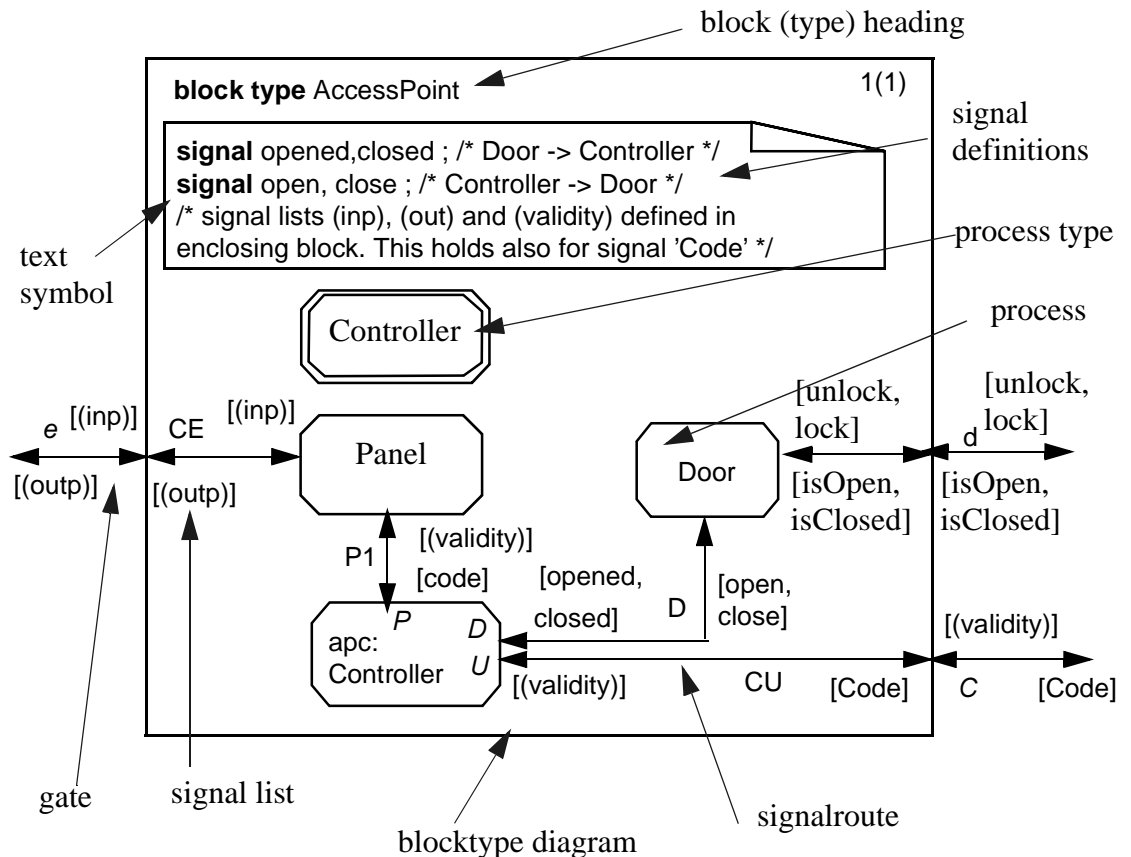 block (type) heading
block type AccessPoint
1(1)
signal
definitions
signal opened,closed ; /* Door -> Controller */
signal open, close ; /* Controller -> Door */
/* signal lists (inp), (out) and (validity) defined in
enclosing block. This holds also for signal 'Code' */
text
symbol
process type
Controller
process
e
[(inp)]
CE
[(inp)]
[(outp)]
[(outp)]
Panel
Door
[unlock,
lock]
[isOpen,
isClosed]
[unlock,
lock]
d
[isOpen,
isClosed]
P1
[(validity)]
[code]
[opened,
closed]
D
[open,
close]
P
D
apc:
Controller
U
[(validity)]
CU
[Code]
[(validity)]
C
[Code]
gate
signal list
blocktype diagram
signalroute